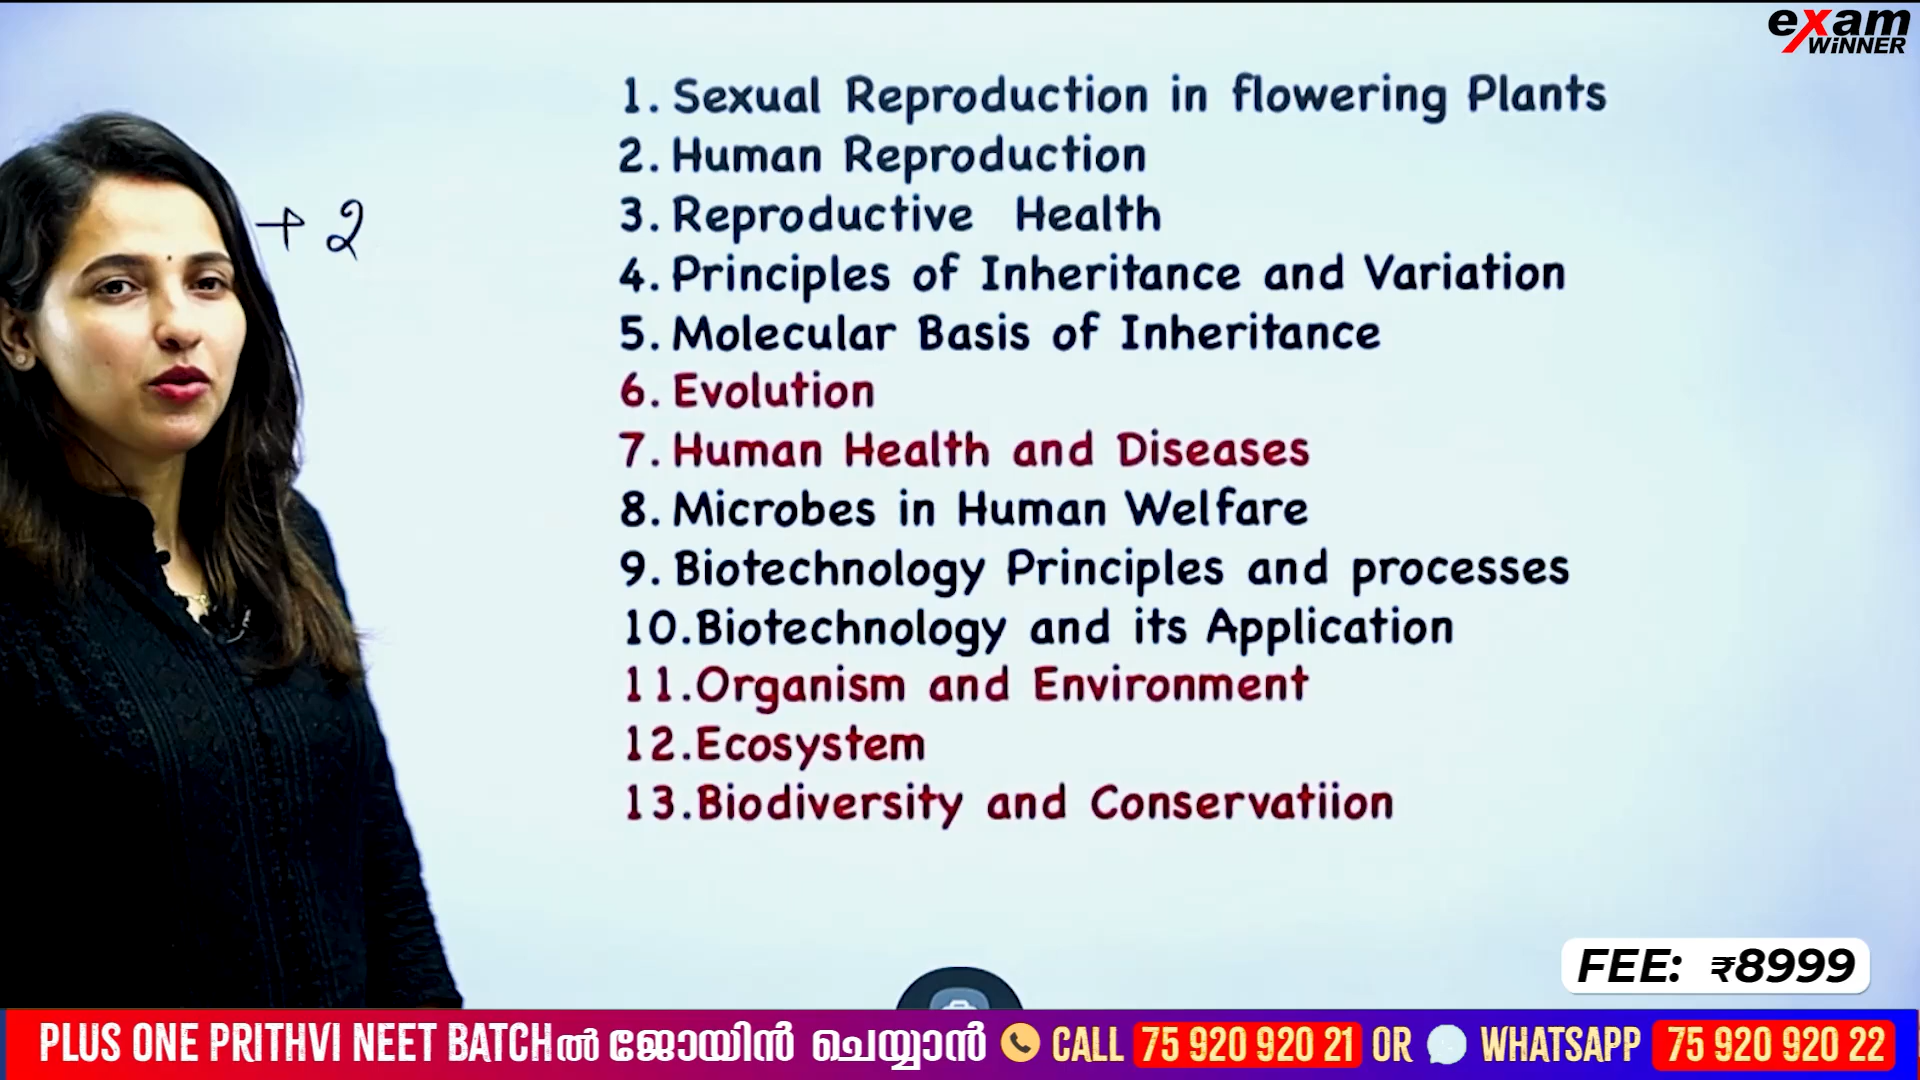 exam
WiNNER
1. Sexual Reproduction in flowering Plants
2. Human Reproduction
+2
3. Reproductive Health
4. Principles of Inheritance and Variation
5. Molecular Basis of Inheritance
6. Evolution
7. Human Health and Diseases
8. Microbes in Human Welfare
9. Biotechnology Principles and processes
10.Biotechnology and its Application
11.Organism and Environment
12.Ecosystem
13.Biodiversity and Conservatiion
FEE: ₹8999
PLUS ONE PRITHVI NEET BATCHൽ ജോയിൻ ചെയ്യാൻ CALL 75 920 920 21 OR WHATSAPP 75 920 920 22